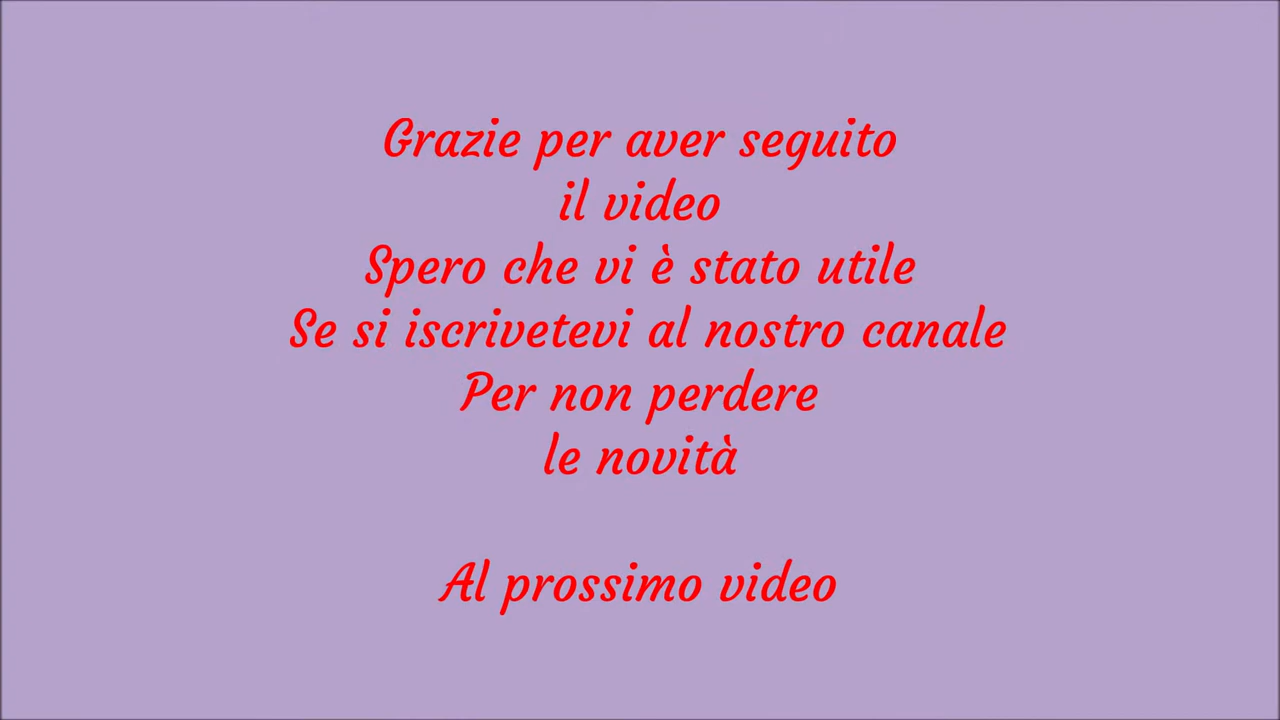 Grazie per aver seguito
il video
Spero che vi è stato utile
Se si iscrivetevi al nostro canale
Per non perdere
le novità
Al prossimo video